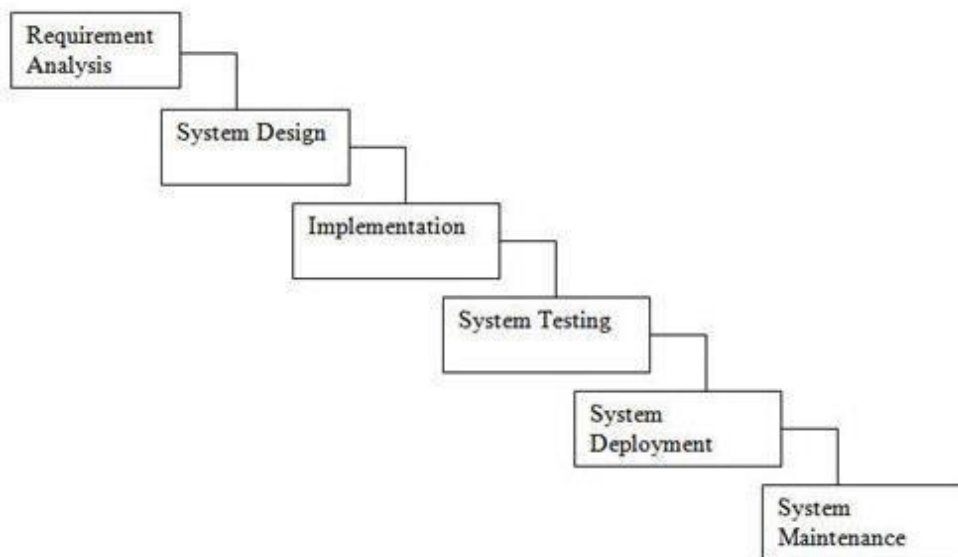 Requirement
Analysis
System Design
Implementation
System Testing
System
Deployment
System
Maintenance